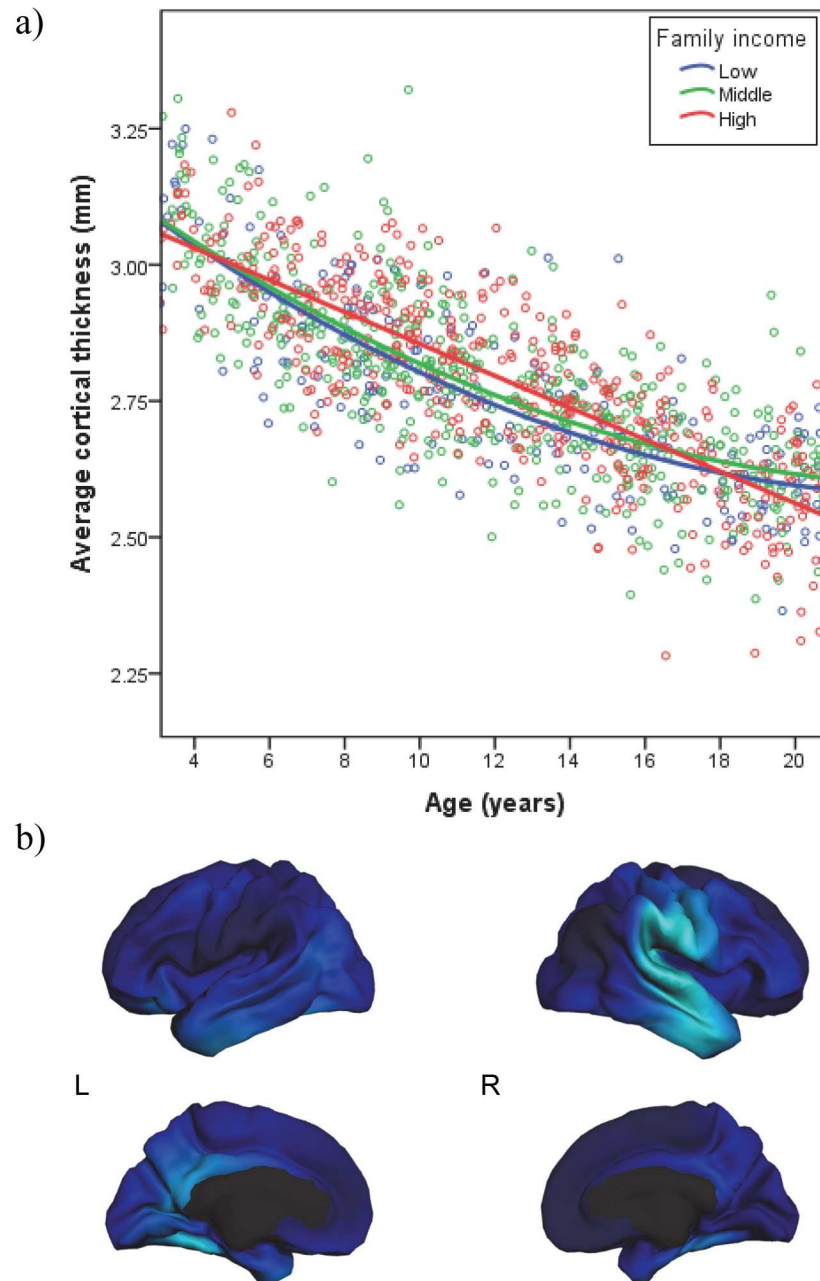 a)
Family income
Low
Middle
High
3.25
3.00
2.75
2.50
2.25
Average cortical thickness (mm)
4 6 8 10 12 14 16 18 20
Age (years)
b)
L R